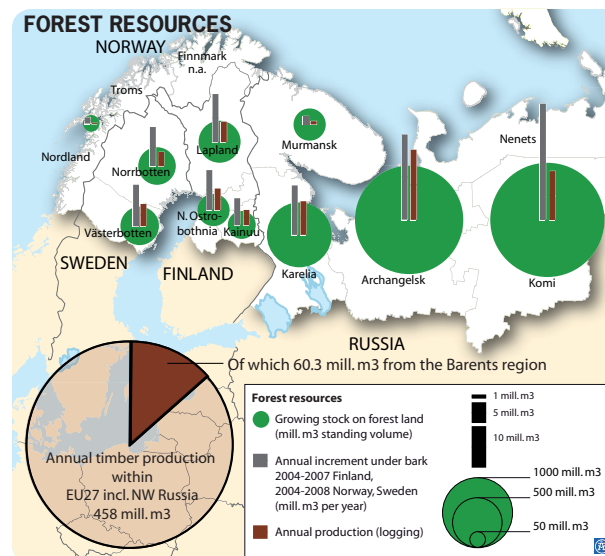 FOREST RESOURCES
NORWAY
Finnmark
n.a.
Troms
Nordland
Norrbotten
Lapland
Murmansk
Nenets
Västerbotten
N. Ostro-
bothnia
Kainuu
Karelia
Archangelsk
Komi
SWEDEN
FINLAND
RUSSIA
Of which 60.3 mill. m3 from the Barents region
Annual timber production
within
EU27 incl. NW Russia
458 mill. m3
Forest resources
Growing stock on forest land
(mill. m3 standing volume)
Annual increment under bark
2004-2007 Finland,
2004-2008 Norway, Sweden
(mill. m3 per year)
Annual production (logging)
1 mill. m3
5 mill. m3
10 mill. m3
1000 mill. m3
500 mill. m3
50 mill. m3